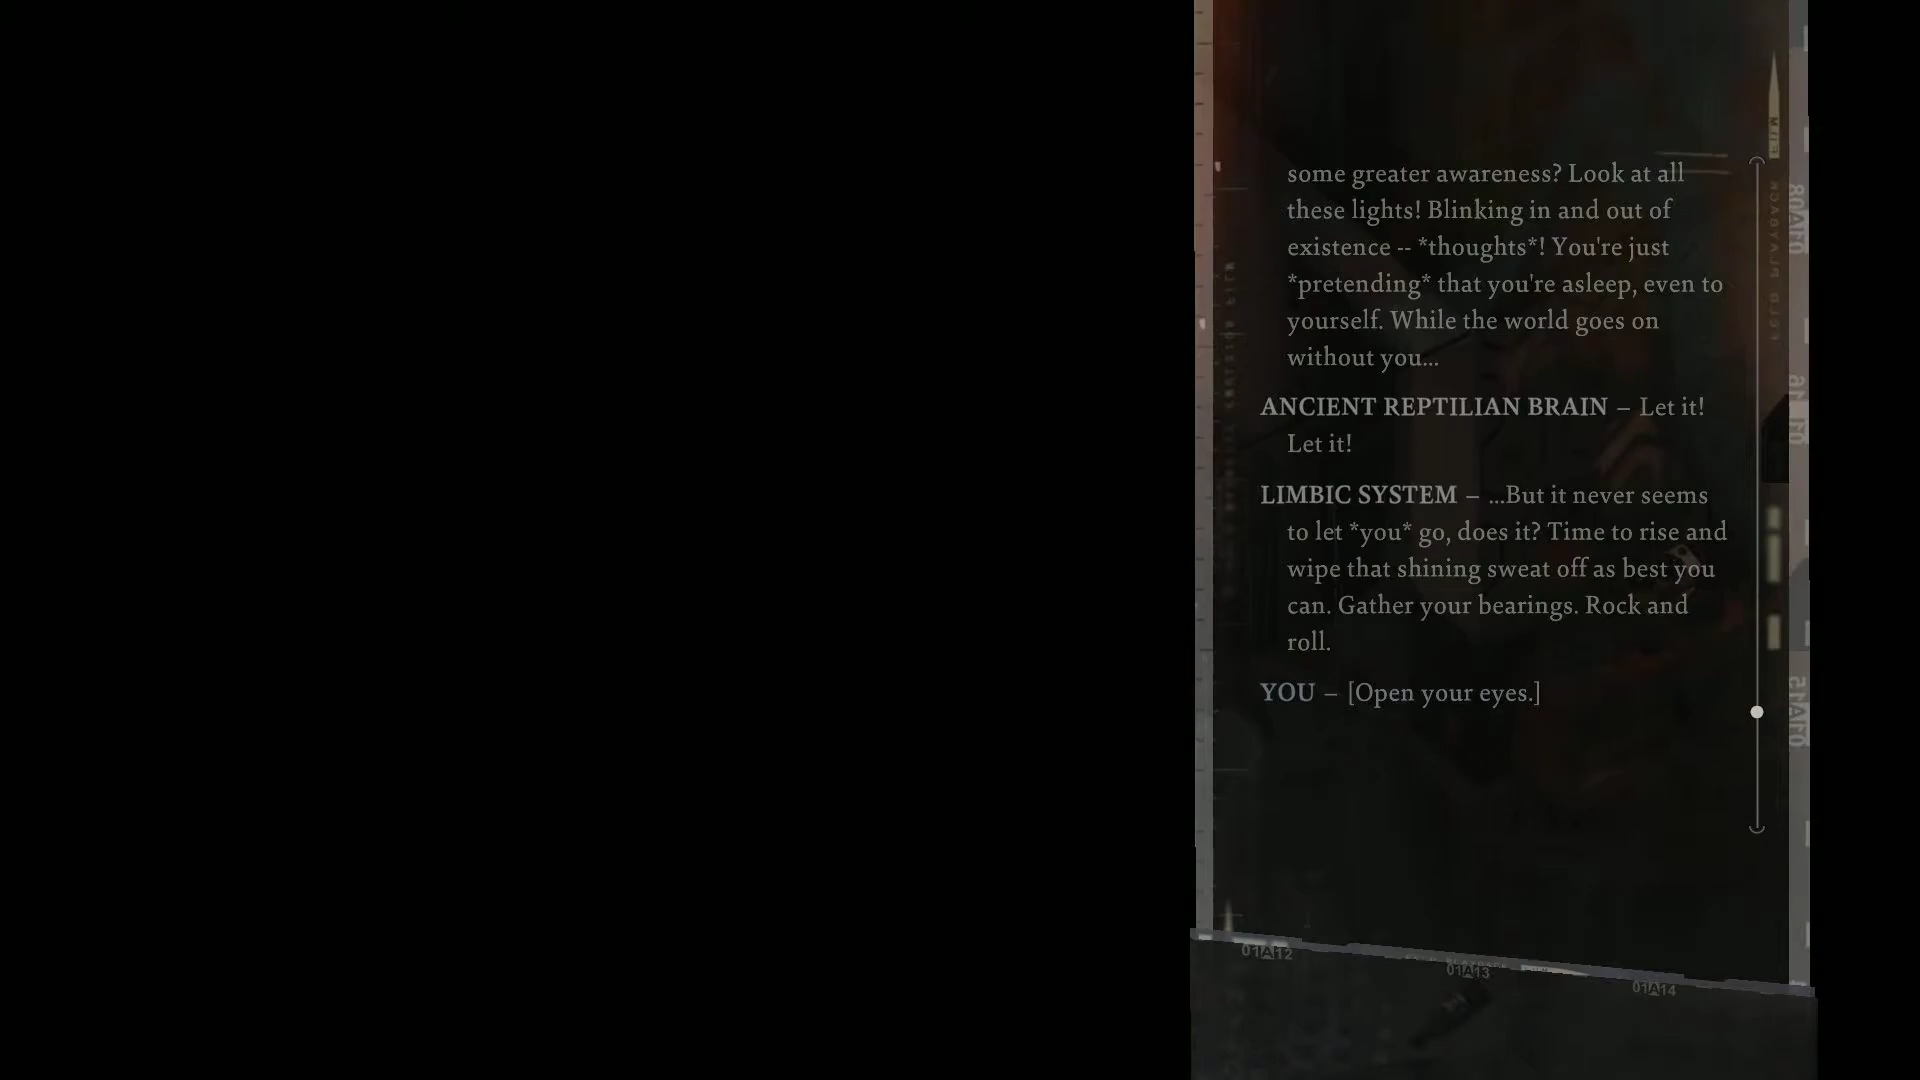 some greater awareness? Look at all
these lights! Blinking in and out of
existence -- *thoughts*! You're just
*pretending* that you're asleep, even to
yourself. While the world goes on
without you...
ANCIENT REPTILIAN BRAIN – Let it!
Let it!
LIMBIC SYSTEM – ...But it never seems
to let *you* go, does it? Time to rise and
wipe that shining sweat off as best you
can. Gather your bearings. Rock and
roll.
YOU – [Open your eyes.]
01A12
01A13
01A14